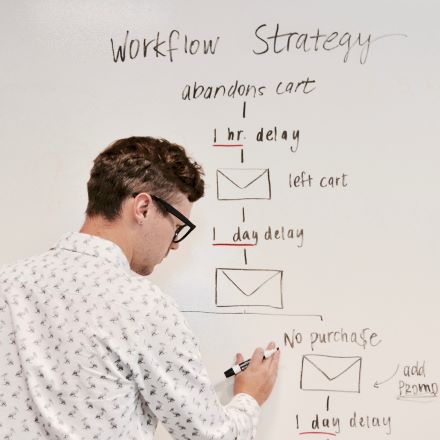 Workflow Strategy
abandons cart
1 hr. delay
left cart
1 day delay
No purchase
add
PROMO
1 day delay